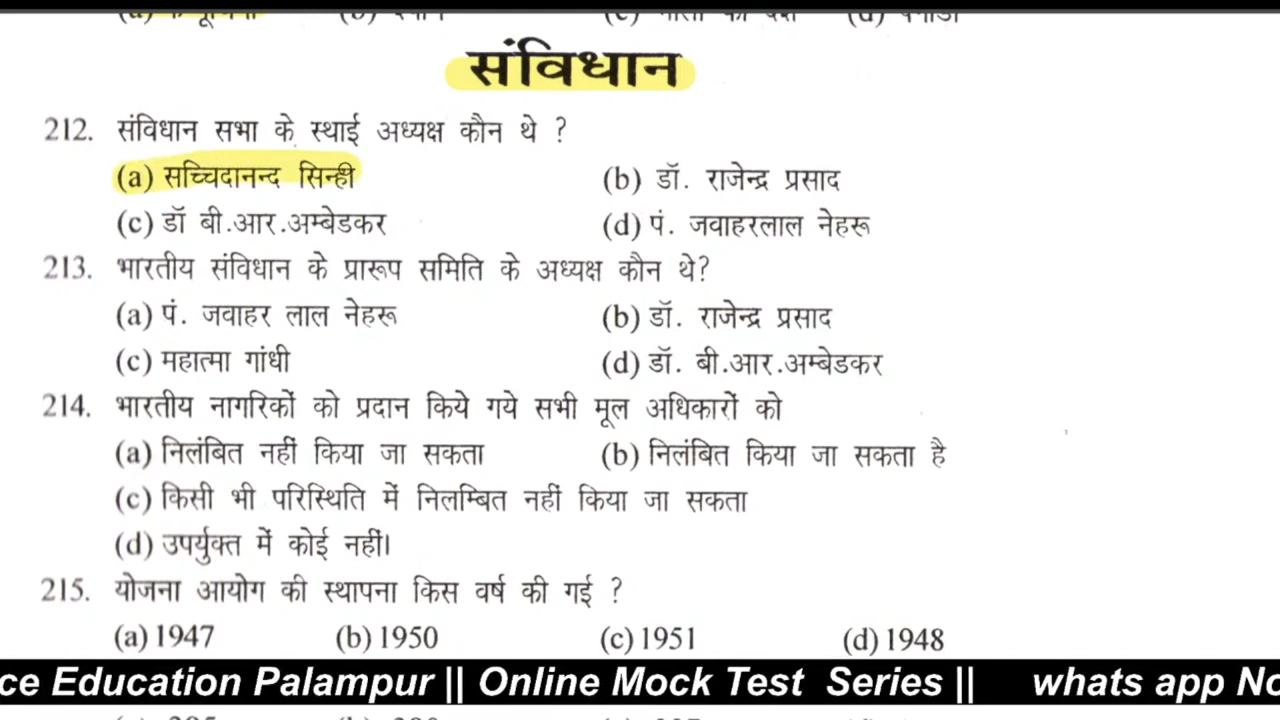 संविधान
212. संविधान सभा के स्थाई अध्यक्ष कौन थे ?
(a) सच्चिदानन्द सिन्ही (b) डॉ. राजेन्द्र प्रसाद
(c) डॉ बी.आर.अम्बेडकर (d) पं. जवाहरलाल नेहरू
213. भारतीय संविधान के प्रारूप समिति के अध्यक्ष कौन थे?
(a) पं. जवाहर लाल नेहरू (b) डॉ. राजेन्द्र प्रसाद
(c) महात्मा गांधी (d) डॉ. बी.आर.अम्बेडकर
214. भारतीय नागरिकों को प्रदान किये गये सभी मूल अधिकारों को
(a) निलंबित नहीं किया जा सकता (b) निलंबित किया जा सकता है
(c) किसी भी परिस्थिति में निलम्बित नहीं किया जा सकता
(d) उपर्युक्त में कोई नहीं।
215. योजना आयोग की स्थापना किस वर्ष की गई ?
(a) 1947 (b) 1950 (c) 1951 (d) 1948
ce Education Palampur || Online Mock Test Series || whats app No